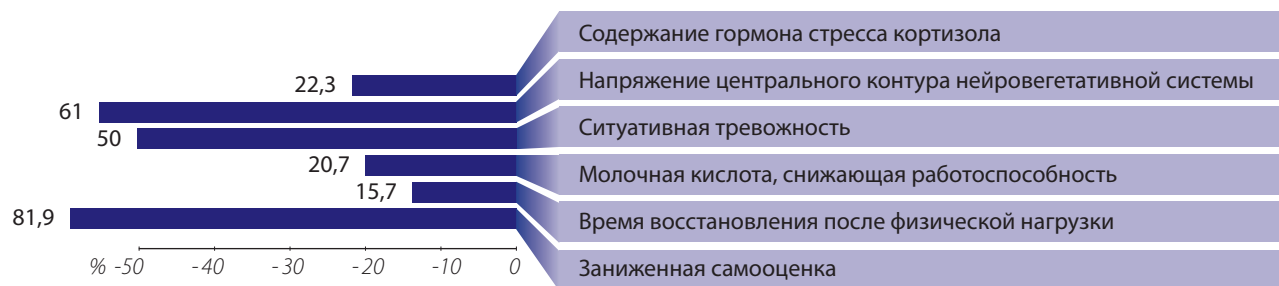 Содержание гормона стресса кортизола
22,3
Напряжение центрального контура нейровегетативной системы
61
Ситуативная тревожность
50
Молочная кислота, снижающая работоспособность
20,7
Время восстановления после физической нагрузки
15,7
Заниженная самооценка
81,9
% -50 -40 -30 -20 -10 0